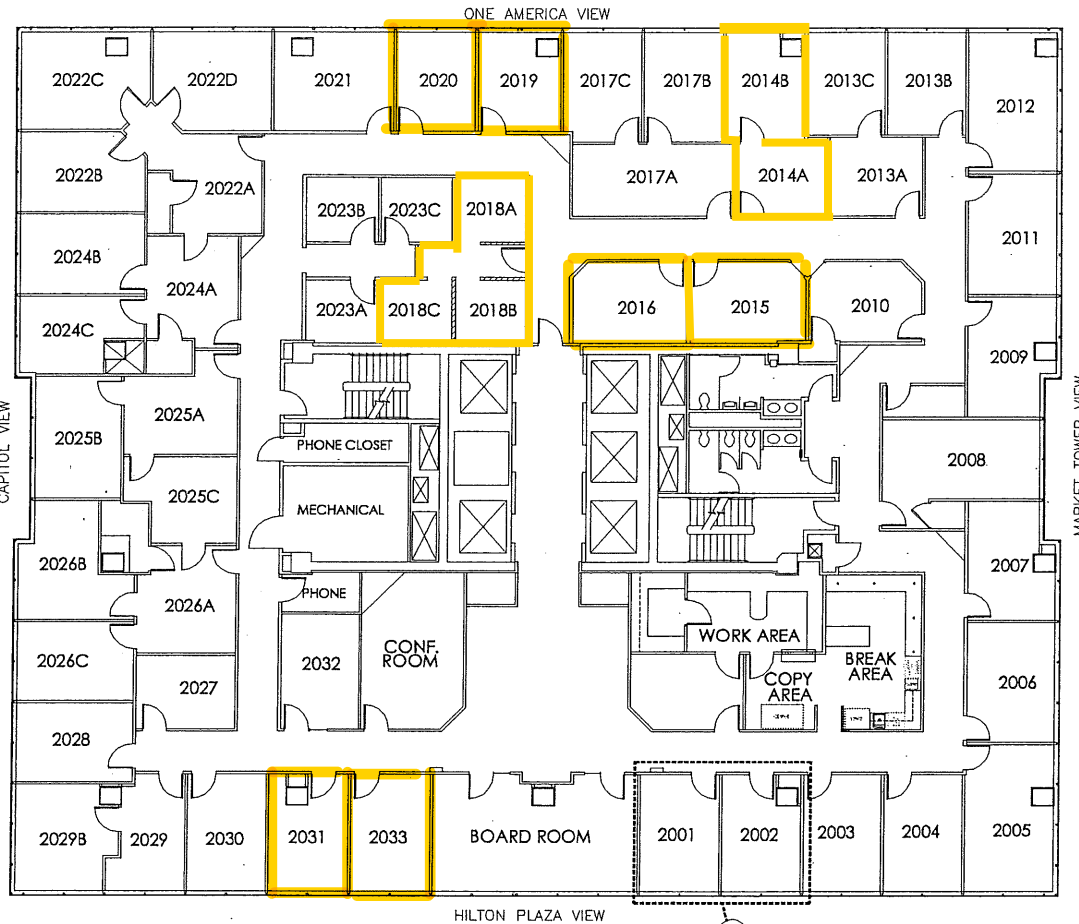 ONE AMERICA VIEW
2022C
2022D
2021
2020
2019
2017C
2017B
2014B
2013C
2013B
2012
2022B
2022A
2017A
2014A
2013A
2023B
2023C
2018A
2011
2024B
2024A
2023A
2018C
2018B
2016
2015
2010
2024C
2009
2025A
CAPITOL VIEW
MARKET TOWER VIEW
2025B
PHONE CLOSET
2008
2025C
MECHANICAL
2026B
2007
PHONE
2026A
WORK AREA
2026C
2032
CONF.
ROOM
BREAK
AREA
COPY
AREA
2027
2006
2028
2029B
2029
2030
2031
2033
BOARD ROOM
2001
2002
2003
2004
2005
HILTON PLAZA VIEW